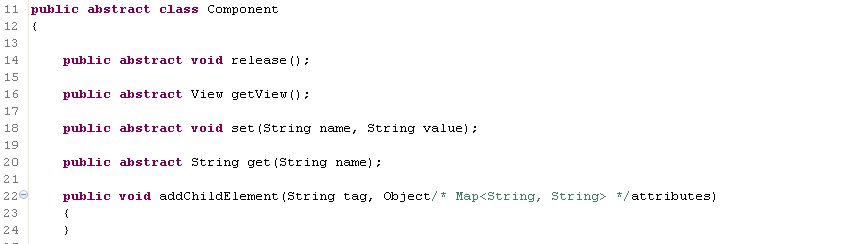 11 public abstract class Component
12 {
13
14 public abstract void release();
15
16 public abstract View getView();
17
18 public abstract void set(String name, String value);
19
20 public abstract String get(String name);
21
22 public void addChildElement(String tag, Object/* Map<String, String> */attributes)
23 {
24 }